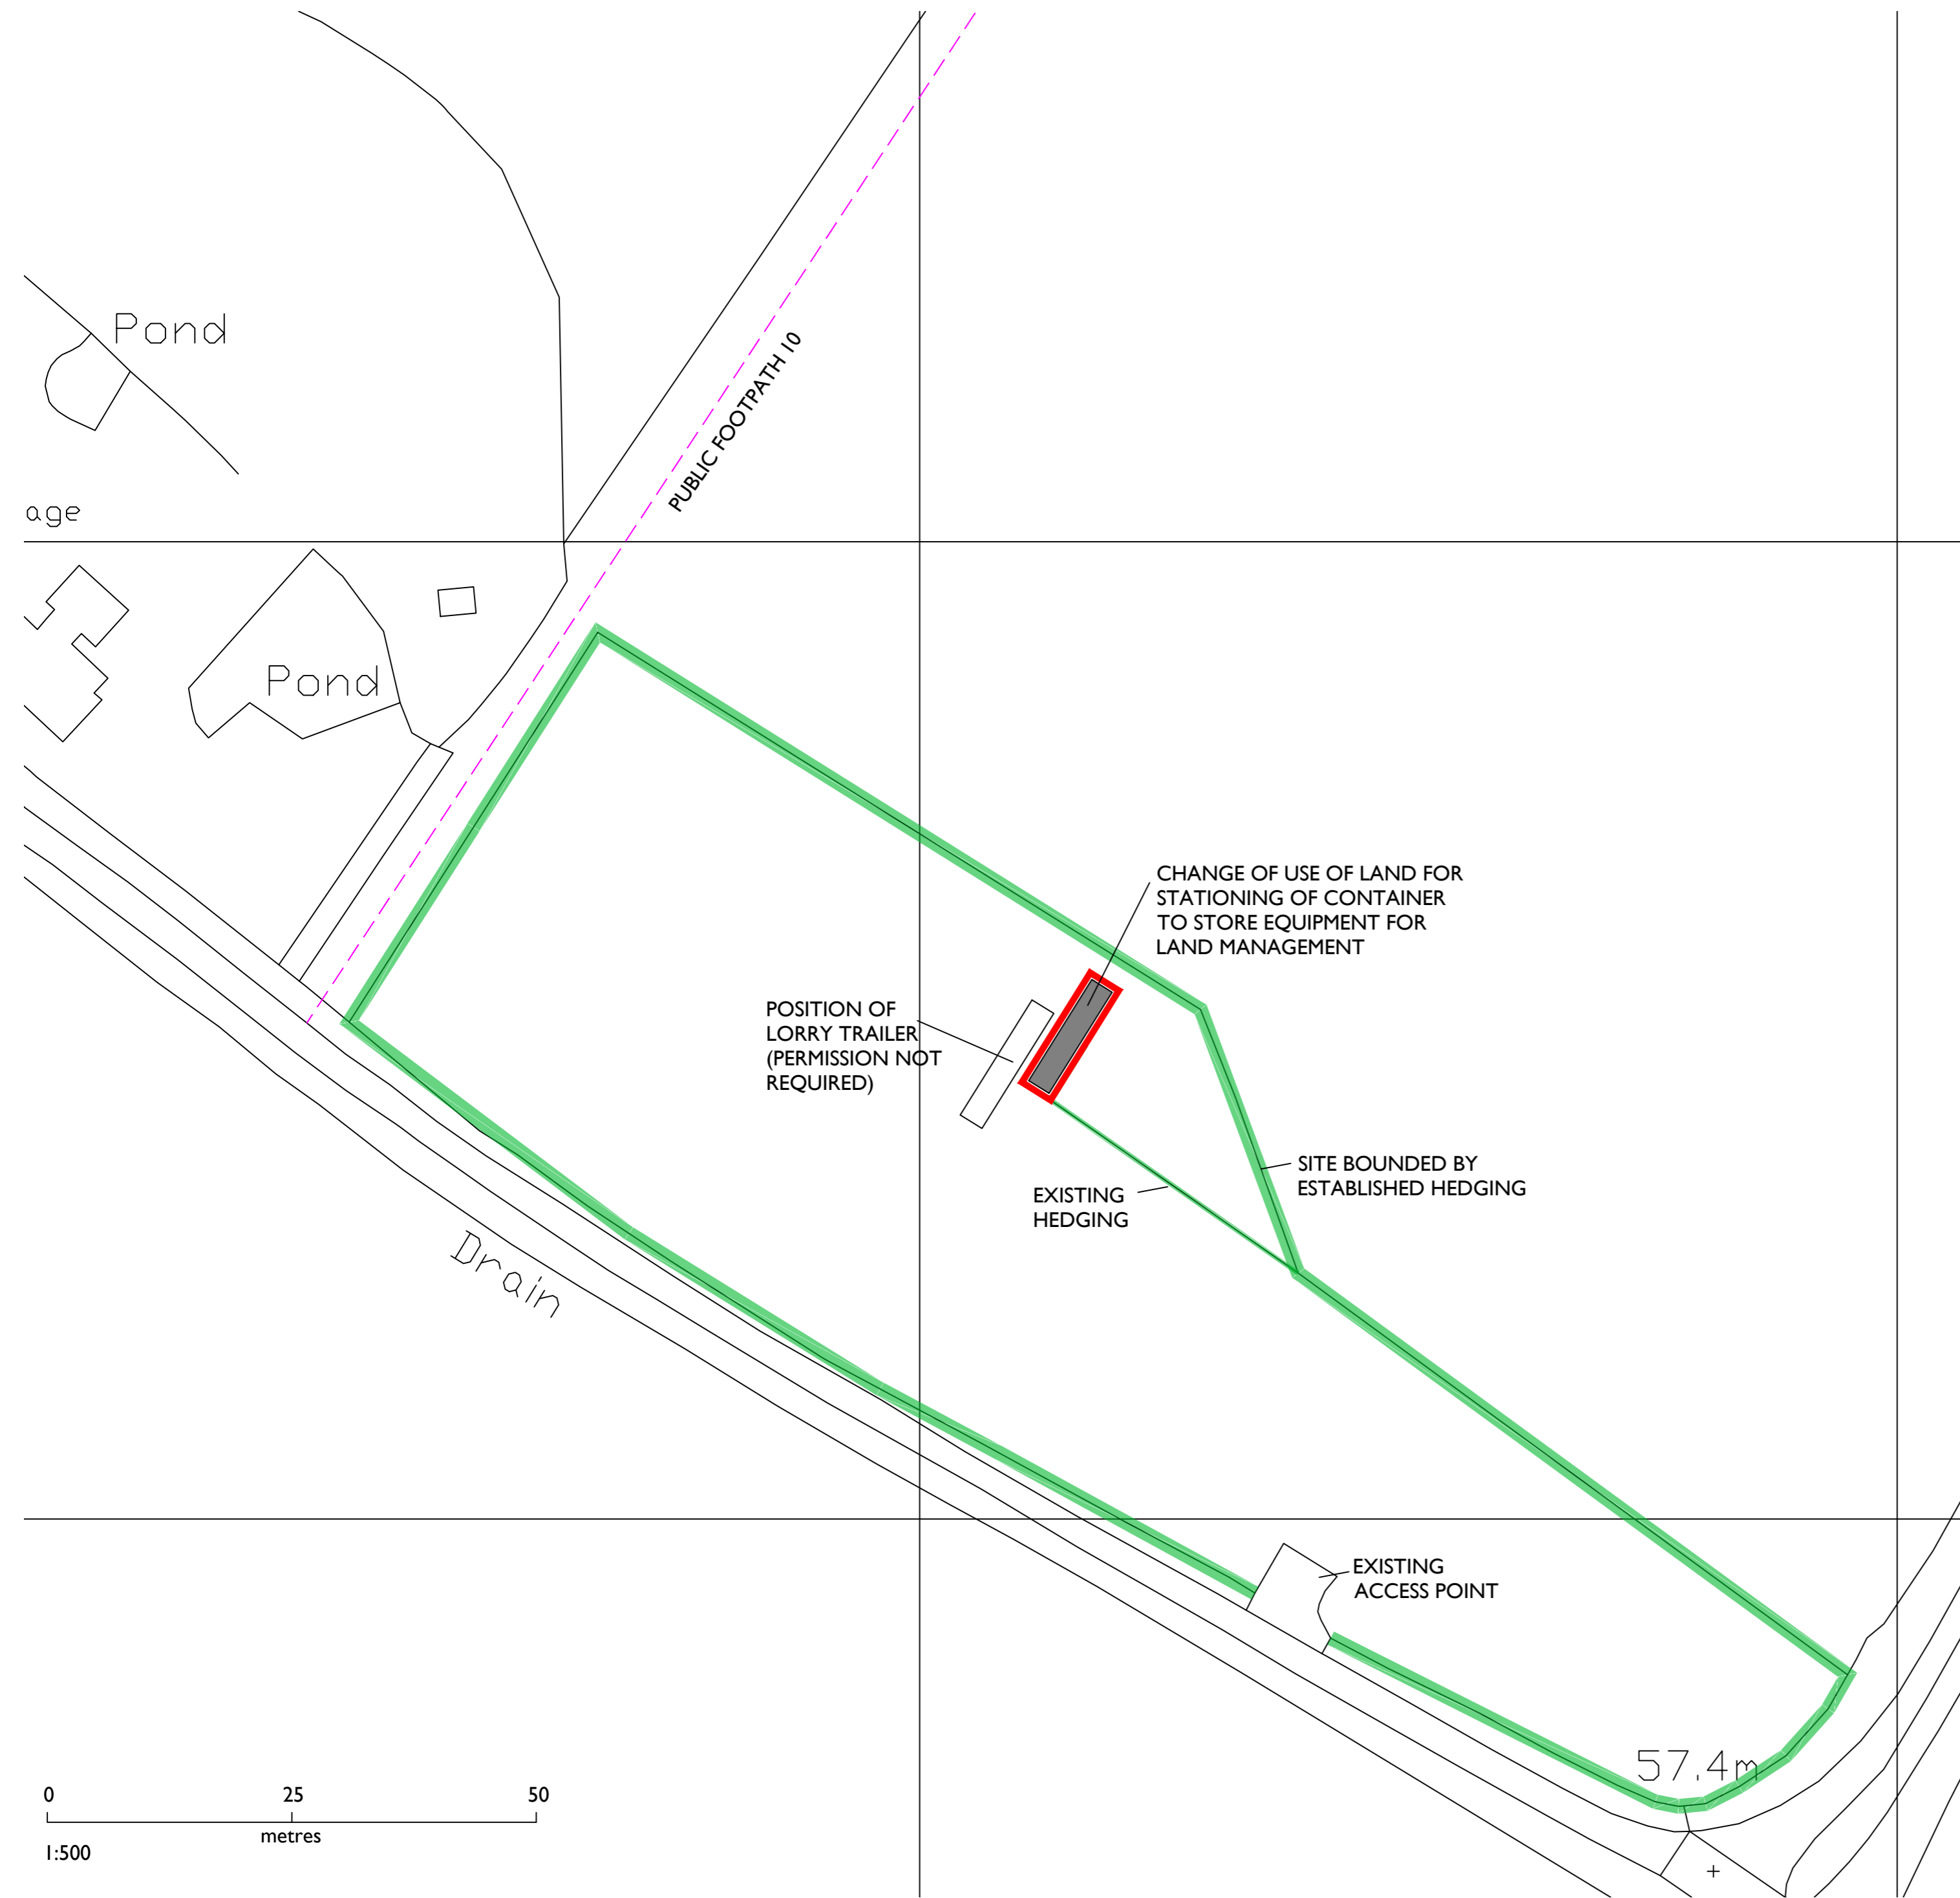 Pond
PUBLIC FOOTPATH 10
age
Pond
CHANGE OF USE OF LAND FOR
STATIONING OF CONTAINER
TO STORE EQUIPMENT FOR
LAND MANAGEMENT
POSITION OF
LORRY TRAILER
(PERMISSION NOT
REQUIRED)
SITE BOUNDED BY
ESTABLISHED HEDGING
EXISTING
HEDGING
Drain
EXISTING
ACCESS POINT
57.4m
0 25 50
metres
1:500